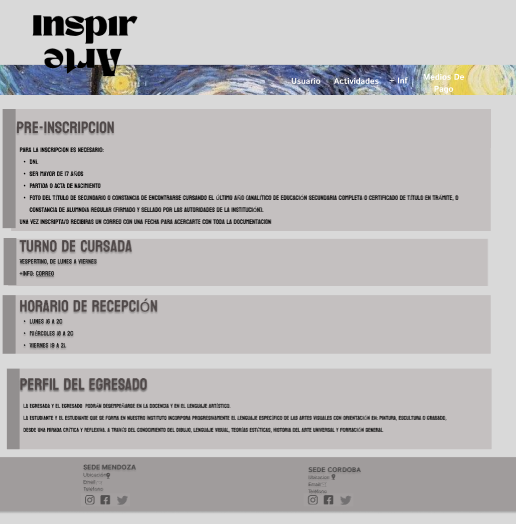 Inspir
Arte
Usuario Actividades + Inf Medios De
Pago
PRE-INSCRIPCION
PARA LA INSCRIPCION ES NECESARIO:
• DNI.
• SER MAYOR DE 17 AÑOS
• PARTIDA O ACTA DE NACIMIENTO
• FOTO DEL TITULO DE SECUNDARIO O CONSTANCIA DE ENCONTRARSE CURSANDO EL ÚLTIMO AÑO (ANALÍTICO DE EDUCACIÓN SECUNDARIA COMPLETA O CERTIFICADO DE TÍTULO EN TRÁMITE, O
CONSTANCIA DE ALUMNO/A REGULAR (FIRMADO Y SELLADO POR LAS AUTORIDADES DE LA INSTITUCIÓN).
UNA VEZ INSCRIPTA/O RECIBIRAS UN CORREO CON UNA FECHA PARA ACERCARTE CON TODA LA DOCUMENTACION
TURNO DE CURSADA
VESPERTINO, DE LUNES A VIERNES
+INFO: CORREO
HORARIO DE RECEPCIÓN
• LUNES 16 A 20
• MIÉRCOLES 18 A 20
• VIERNES 18 A 21.
PERFIL DEL EGRESADO
LA EGRESADA Y EL EGRESADO PODRÁN DESEMPEÑARSE EN LA DOCENCIA Y EN EL LENGUAJE ARTÍSTICO.
LA ESTUDIANTE Y EL ESTUDIANTE QUE SE FORMA EN NUESTRO INSTITUTO INCORPORA PROGRESIVAMENTE EL LENGUAJE ESPECÍFICO DE LAS ARTES VISUALES CON ORIENTACIÓN EN: PINTURA, ESCULTURA O GRABADO,
DESDE UNA MIRADA CRÍTICA Y REFLEXIVA. A TRAVÉS DEL CONOCIMIENTO DEL DIBUJO, LENGUAJE VISUAL, TEORÍAS ESTÉTICAS, HISTORIA DEL ARTE UNIVERSAL Y FORMACIÓN GENERAL.
SEDE MENDOZA
Ubicacion
Email:
Teléfono:
SEDE CORDOBA
Ubicacion
Email:
Teléfono: